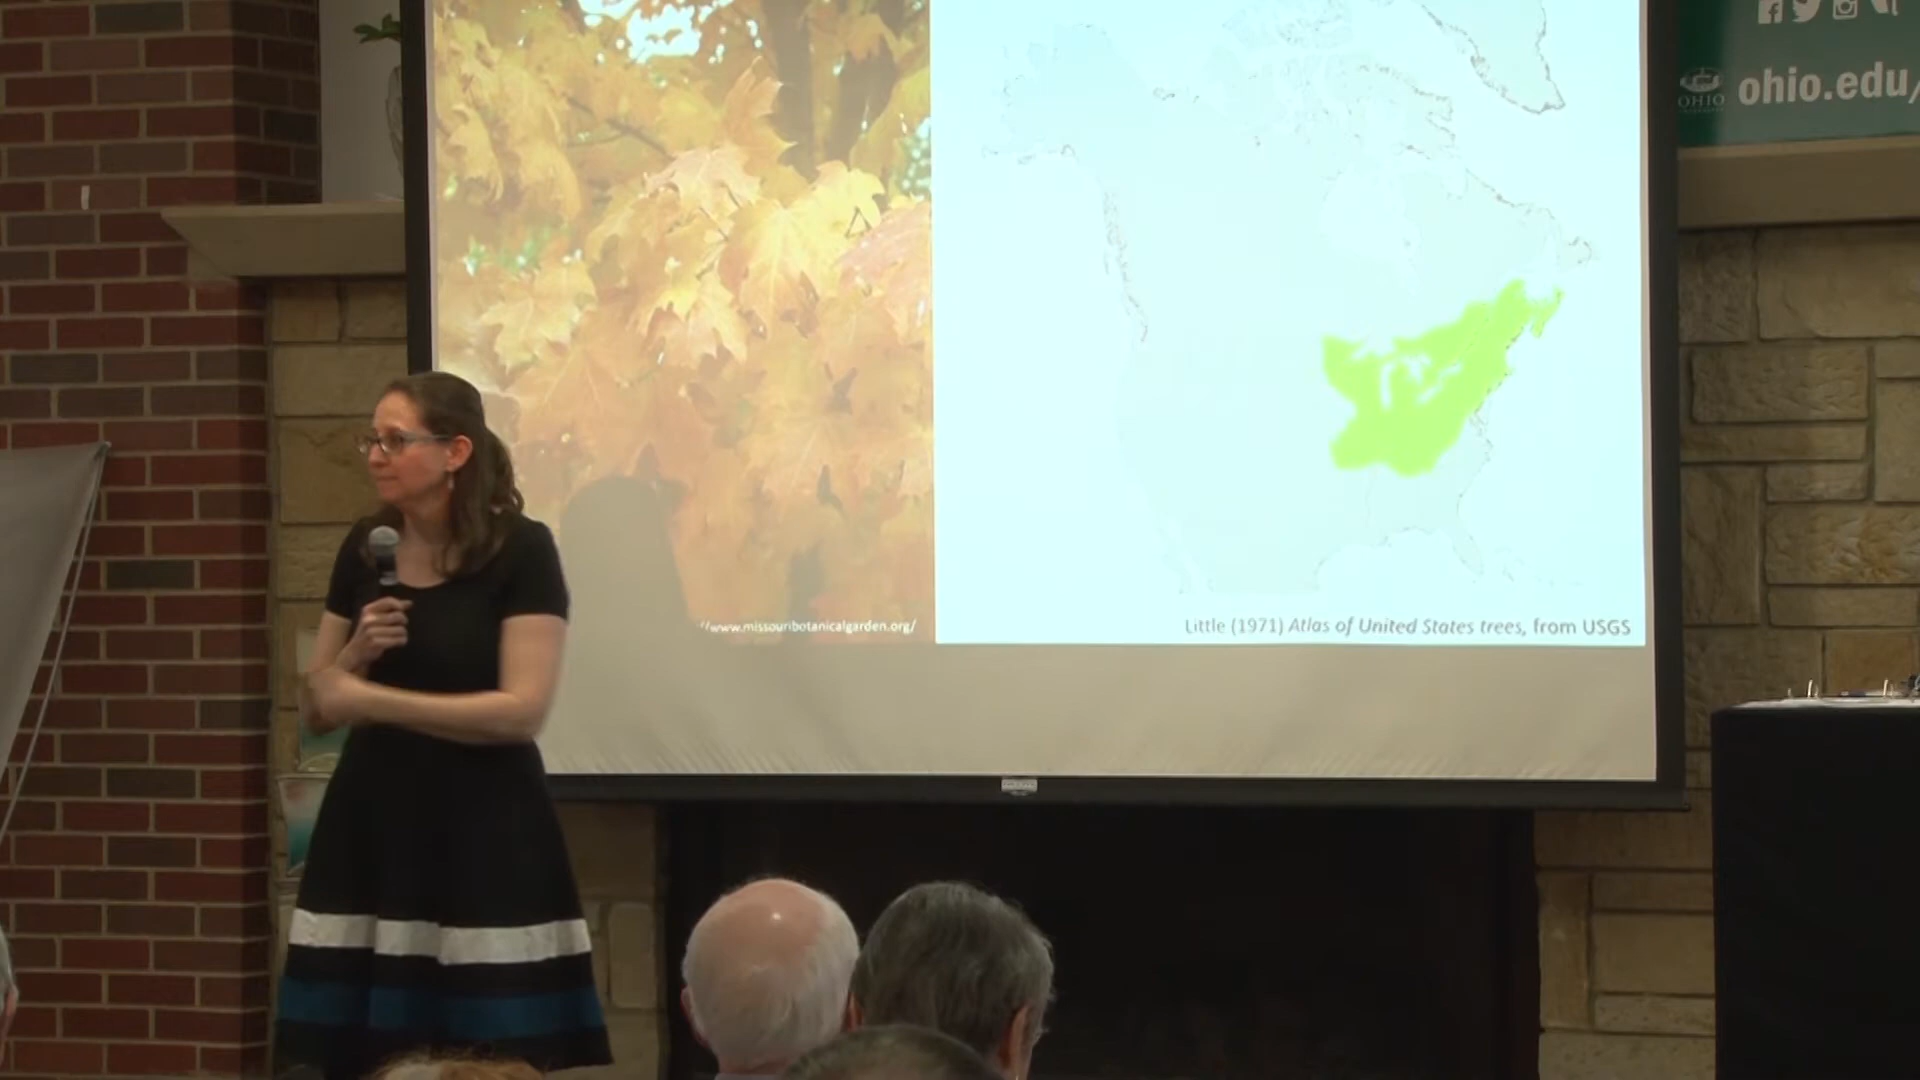 OHIO
ohio.edu/
//www.missouribotanicalgarden.org/
Little (1971) Atlas of United States trees, from USGS